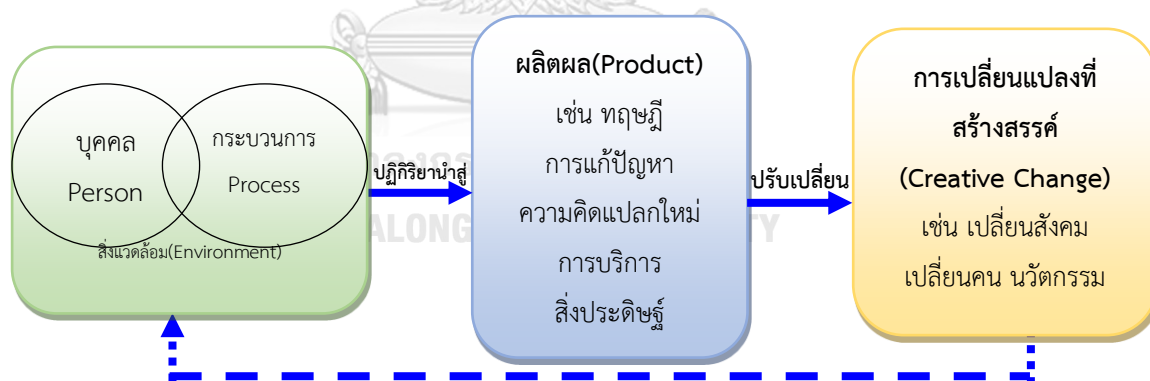 บุคคล
Person
กระบวนการ
Process
สิ่งแวดล้อม(Environment)
ปฏิกิริยานำสู่
ผลิตผล(Product)
เช่น ทฤษฎี
การแก้ปัญหา
ความคิดแปลกใหม่
การบริการ
สิ่งประดิษฐ์
ปรับเปลี่ยน
การเปลี่ยนแปลงที่
สร้างสรรค์
(Creative Change)
เช่น เปลี่ยนสังคม
เปลี่ยนคน นวัตกรรม